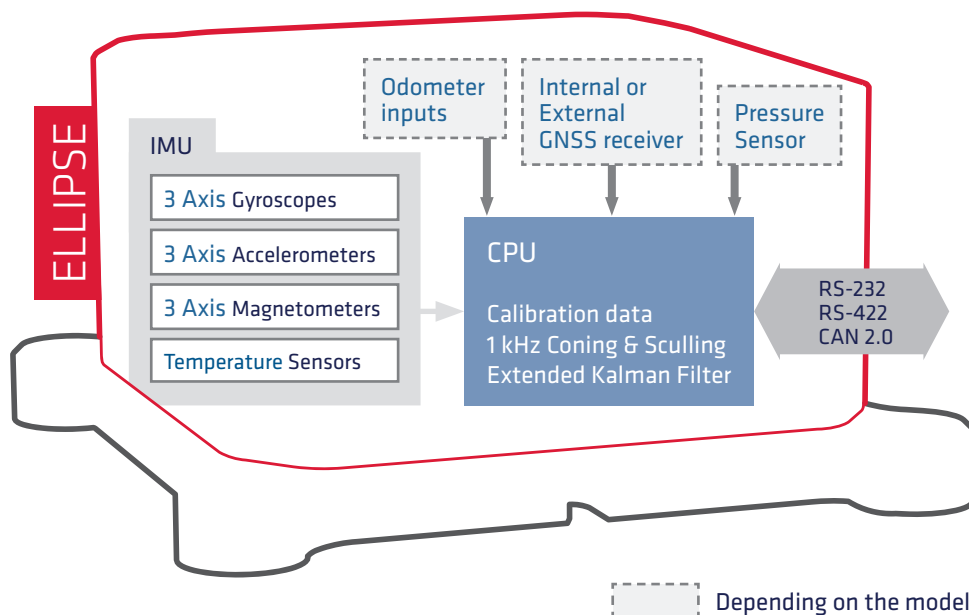 ELLIPSE
IMU
3 Axis Gyroscopes
3 Axis Accelerometers
3 Axis Magnetometers
Temperature Sensors
Odometer
inputs
Internal or
External
GNSS receiver
Pressure
Sensor
CPU
Calibration data
1 kHz Coning & Sculling
Extended Kalman Filter
RS-232
RS-422
CAN 2.0
Depending on the model